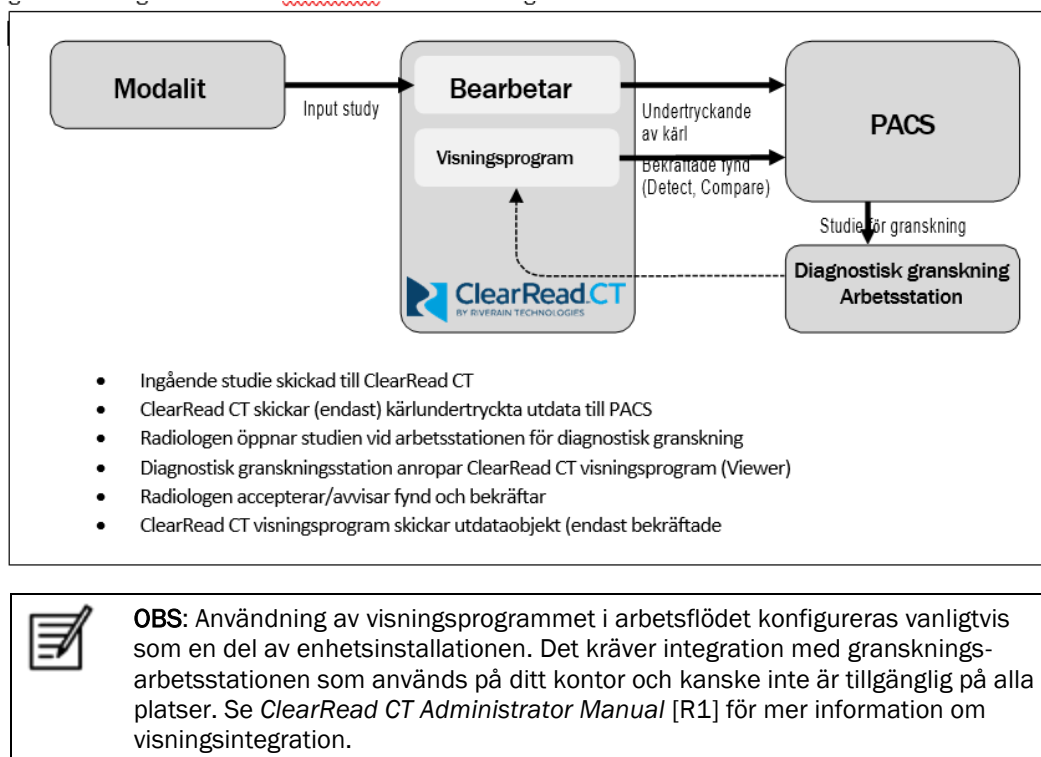 Modalit
Input study
Bearbetar
Visningsprogram
Undertryckande
av kärl
Bekräftade fynd
(Detect, Compare)
PACS
Studie för granskning
Diagnostisk granskning
Arbetsstation
ClearRead.CT
BY RIVERAIN TECHNOLOGIES
• Ingående studie skickad till ClearRead CT
• ClearRead CT skickar (endast) kärlundertryckta utdata till PACS
• Radiologen öppnar studien vid arbetsstationen för diagnostisk granskning
• Diagnostisk granskningsstation anropar ClearRead CT visningsprogram (Viewer)
• Radiologen accepterar/avvisar fynd och bekräftar
• ClearRead CT visningsprogram skickar utdataobjekt (endast bekräftade
OBS: Användning av visningsprogrammet i arbetsflödet konfigureras vanligtvis
som en del av enhetsinstallationen. Det kräver integration med gransknings-
arbetsstationen som används på ditt kontor och kanske inte är tillgänglig på alla
platser. Se ClearRead CT Administrator Manual [R1] för mer information om
visningsintegration.